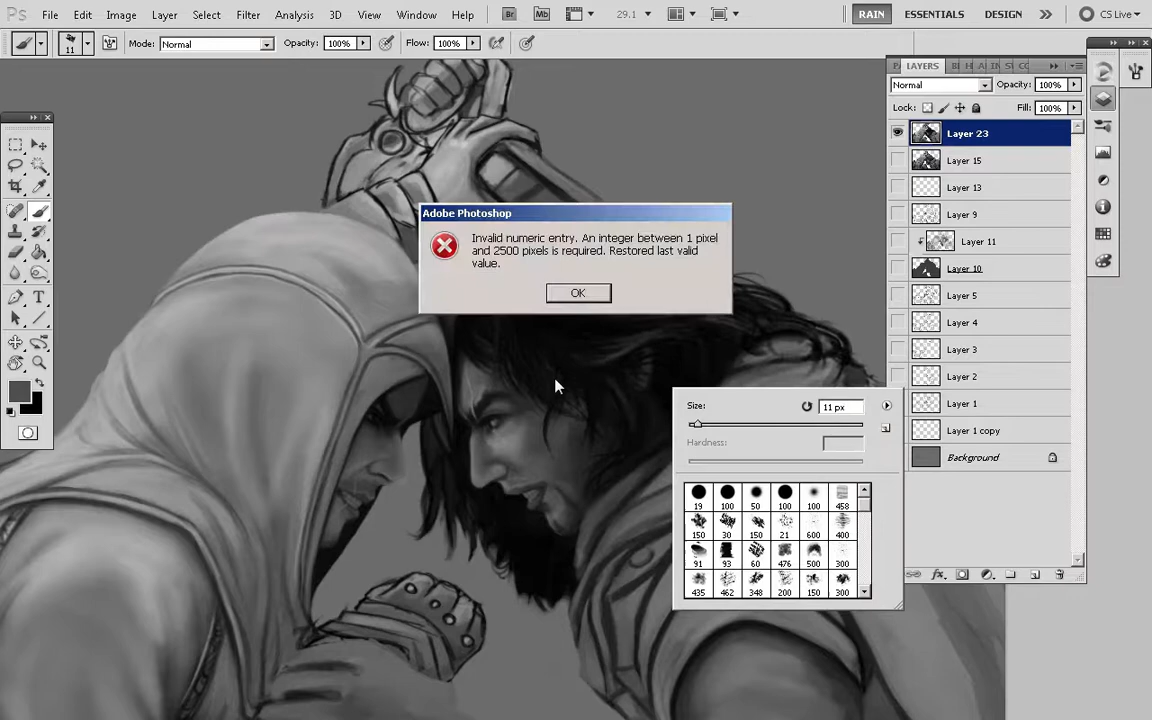 Ps File Edit Image Layer Select Filter Analysis 3D View Window Help Br Mb 29.1 RAIN ESSENTIALS DESIGN CS Live
11 Mode: Normal Opacity: 100% Flow: 100%
LAYERS
Normal Opacity: 100%
Lock: Fill: 100%
Layer 23
Layer 15
Layer 13
Layer 9
Layer 11
Layer 10
Layer 5
Layer 4
Layer 3
Layer 2
Layer 1
Layer 1 copy
Background
Adobe Photoshop
Invalid numeric entry. An integer between 1 pixel
and 2500 pixels is required. Restored last valid
value.
OK
Size: 11 px
Hardness:
19 100 50 100 100 458
150 30 150 21 600 400
91 93 60 476 500 300
435 462 348 200 150 300